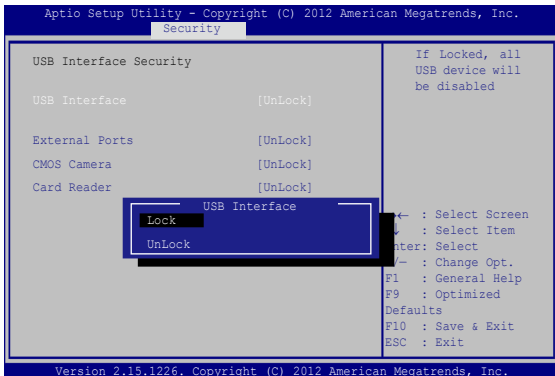 Aptio Setup Utility - Copyright (C) 2012 American Megatrends, Inc.
Security
USB Interface Security
USB Interface [UnLock]
External Ports [UnLock]
CMOS Camera [UnLock]
Card Reader [UnLock]
USB Interface
Lock
UnLock
If Locked, all
USB device will
be disabled
← : Select Screen
↓ : Select Item
nter: Select
/— : Change Opt.
F1 : General Help
F9 : Optimized
Defaults
F10 : Save & Exit
ESC : Exit
Version 2.15.1226. Copyright (C) 2012 American Megatrends, Inc.